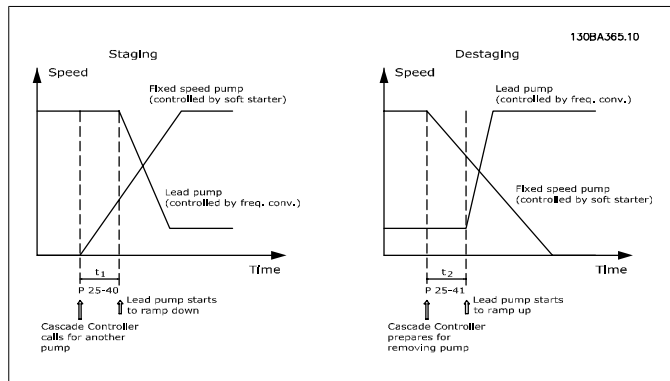 130BA365.10
Staging
Speed
Fixed speed pump
(controlled by soft starter)
Lead pump
(controlled by freq. conv.)
Time
t1
P 25-40
Lead pump starts
to ramp down
Cascade Controller
calls for another
pump
Destaging
Speed
Lead pump
(controlled by freq. conv.)
Fixed speed pump
(controlled by soft starter)
Time
t2
P 25-41
Lead pump starts
to ramp up
Cascade Controller
prepares for
removing pump